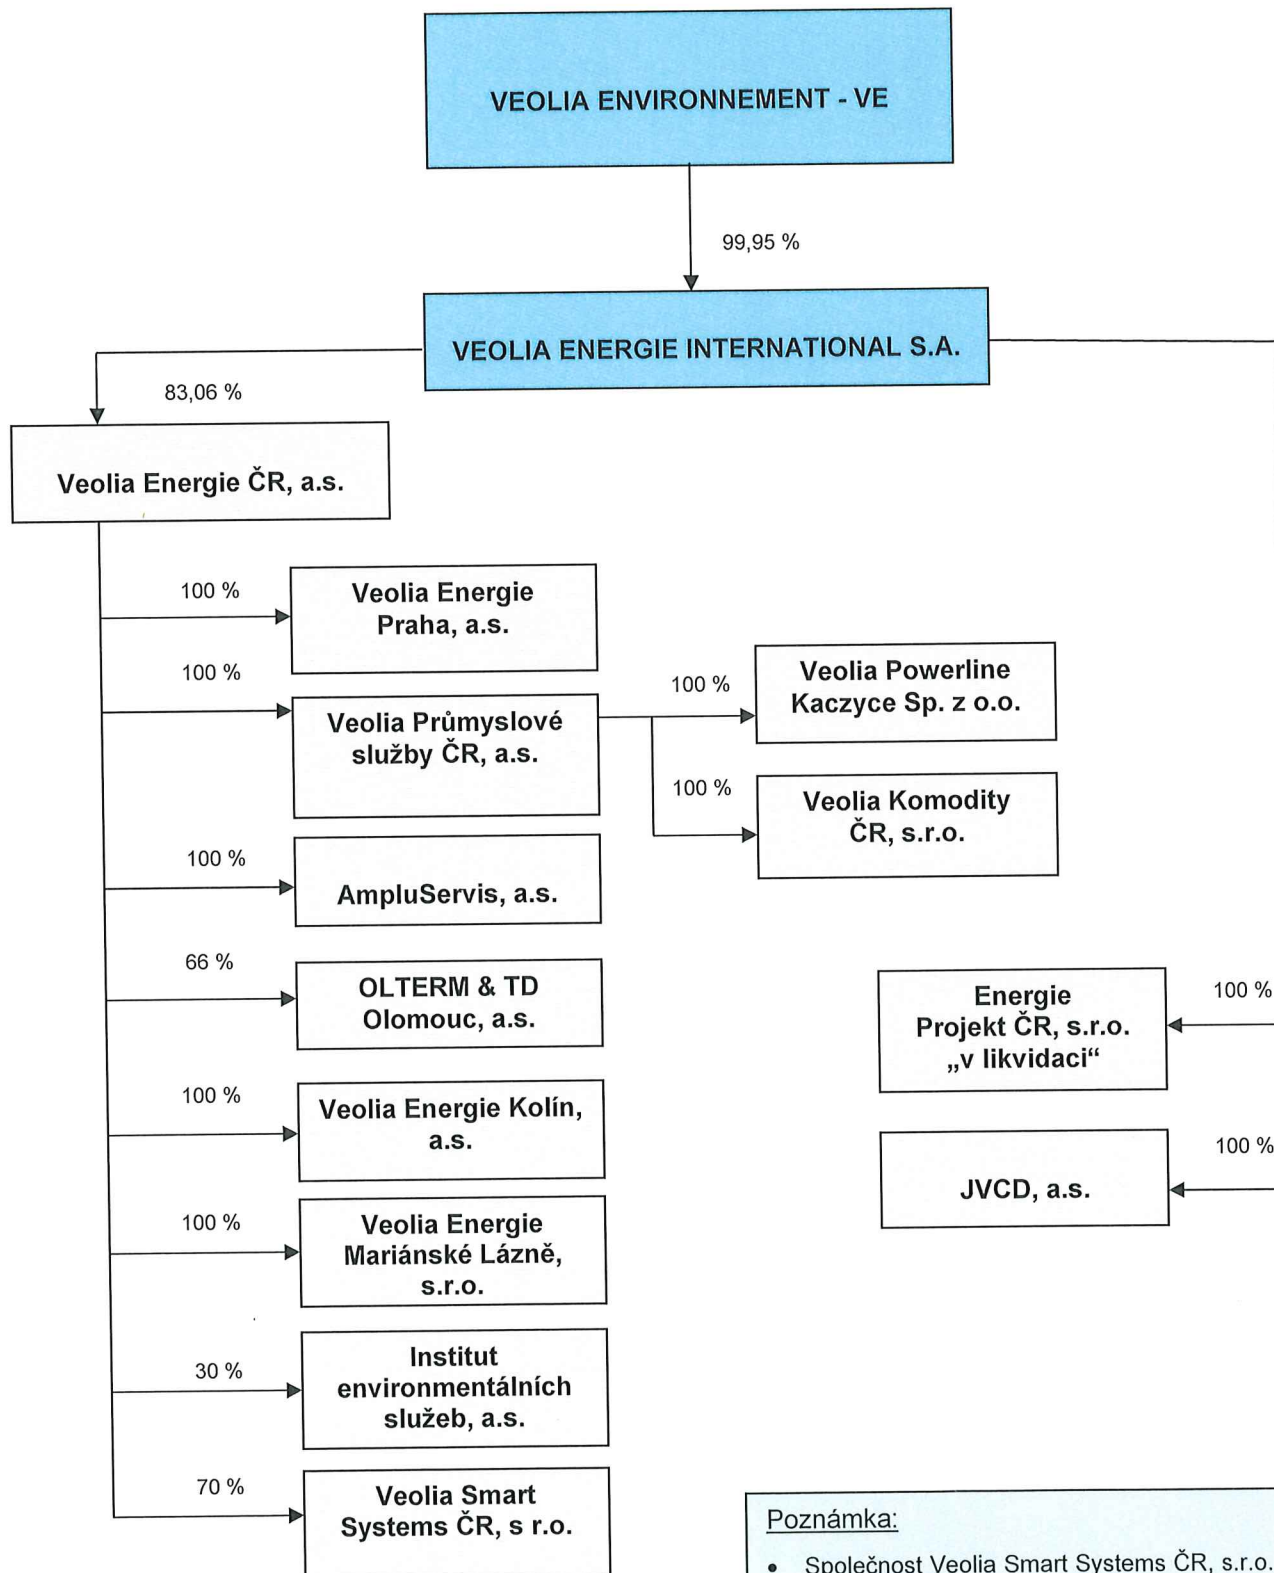 VEOLIA ENVIRONNEMENT - VE
99,95 %
VEOLIA ENERGIE INTERNATIONAL S.A.
83,06 %
Veolia Energie ČR, a.s.
100 %
Veolia Energie
Praha, a.s.
100 %
Veolia Průmyslové
služby ČR, a.s.
100 %
Veolia Powerline
Kaczyce Sp. z o.o.
100 %
Veolia Komodity
ČR, s.r.o.
100 %
AmpluServis, a.s.
66 %
OLTERM & TD
Olomouc, a.s.
Energie
Projekt ČR, s.r.o.
„v likvidaci“
100 %
100 %
Veolia Energie Kolín,
a.s.
JVCD, a.s.
100 %
100 %
Veolia Energie
Mariánské Lázně,
s.r.o.
30 %
Institut
environmentálních
služeb, a.s.
70 %
Veolia Smart
Systems ČR, s r.o.
Poznámka:
• Společnost Veolia Smart Systems ČR, s.r.o.